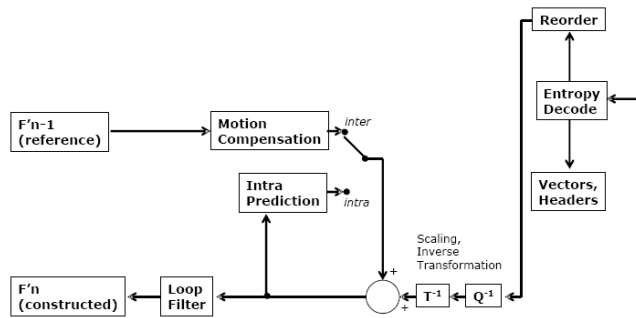 Reorder
Entropy
Decode
F'n-1
(reference)
Motion
Compensation
inter
Intra
Prediction
intra
Vectors,
Headers
Scaling,
Inverse
Transformation
F'n
(constructed)
Loop
Filter
+
+
T⁻¹
Q⁻¹